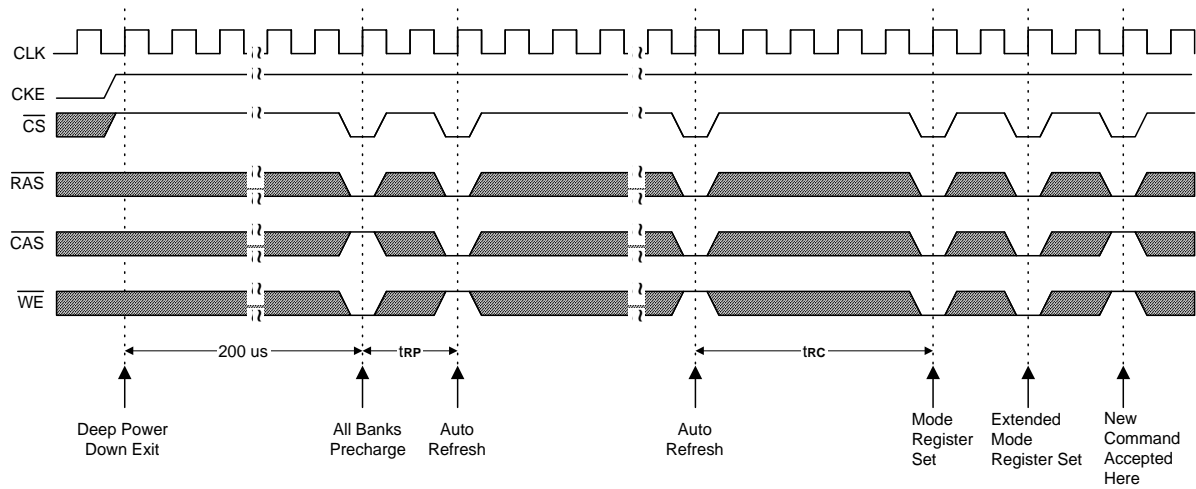 CLK
CKE
CS
RAS
CAS
WE
200 us
tRP
tRC
Deep Power
Down Exit
All Banks
Precharge
Auto
Refresh
Auto
Refresh
Mode
Register
Set
Extended
Mode
Register Set
New
Command
Accepted
Here